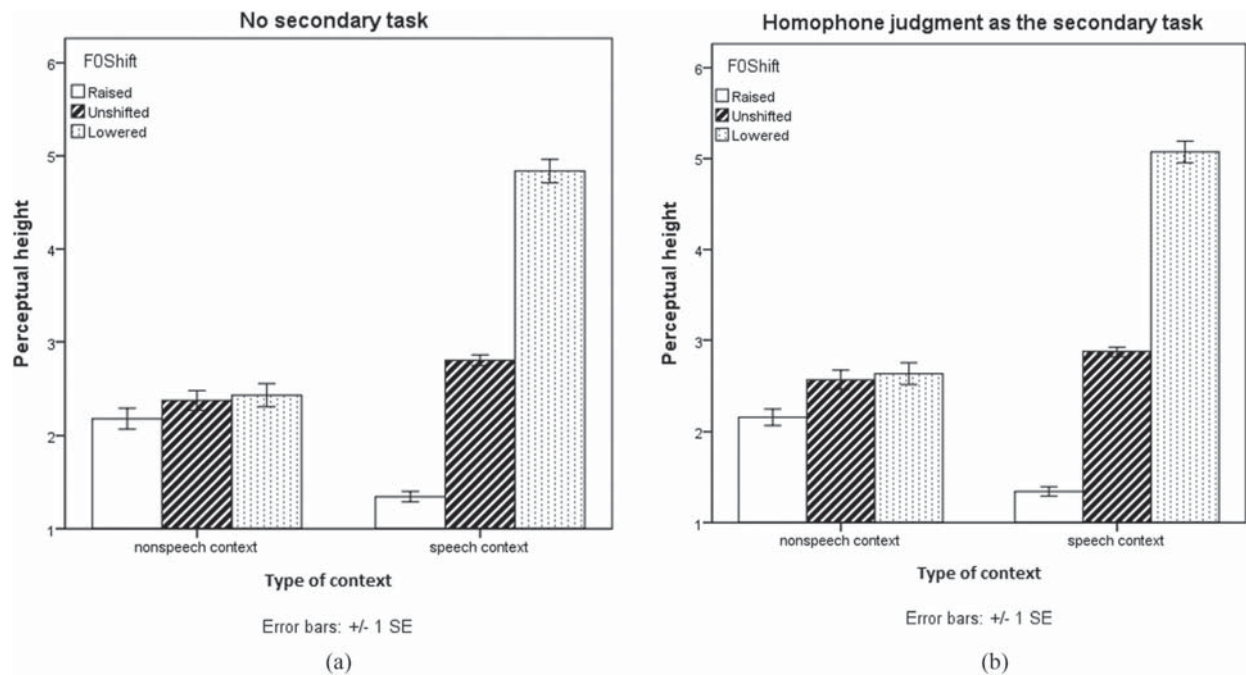 No secondary task
F0Shift
Raised
Unshifted
Lowered
6
5
4
3
2
1
Perceptual height
nonspeech context
speech context
Type of context
Error bars: +/- 1 SE
(a)
Homophone judgment as the secondary task
F0Shift
Raised
Unshifted
Lowered
6
5
4
3
2
1
Perceptual height
nonspeech context
speech context
Type of context
Error bars: +/- 1 SE
(b)